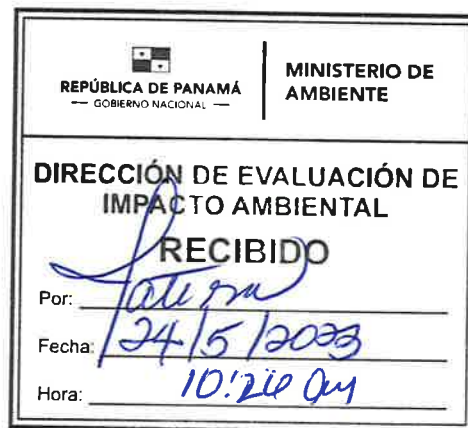 REPÚBLICA DE PANAMÁ
— GOBIERNO NACIONAL —
MINISTERIO DE
AMBIENTE
DIRECCIÓN DE EVALUACIÓN DE
IMPACTO AMBIENTAL
RECIBIDO
Por:
Fecha: 24/5/2023
Hora: 10:26 am